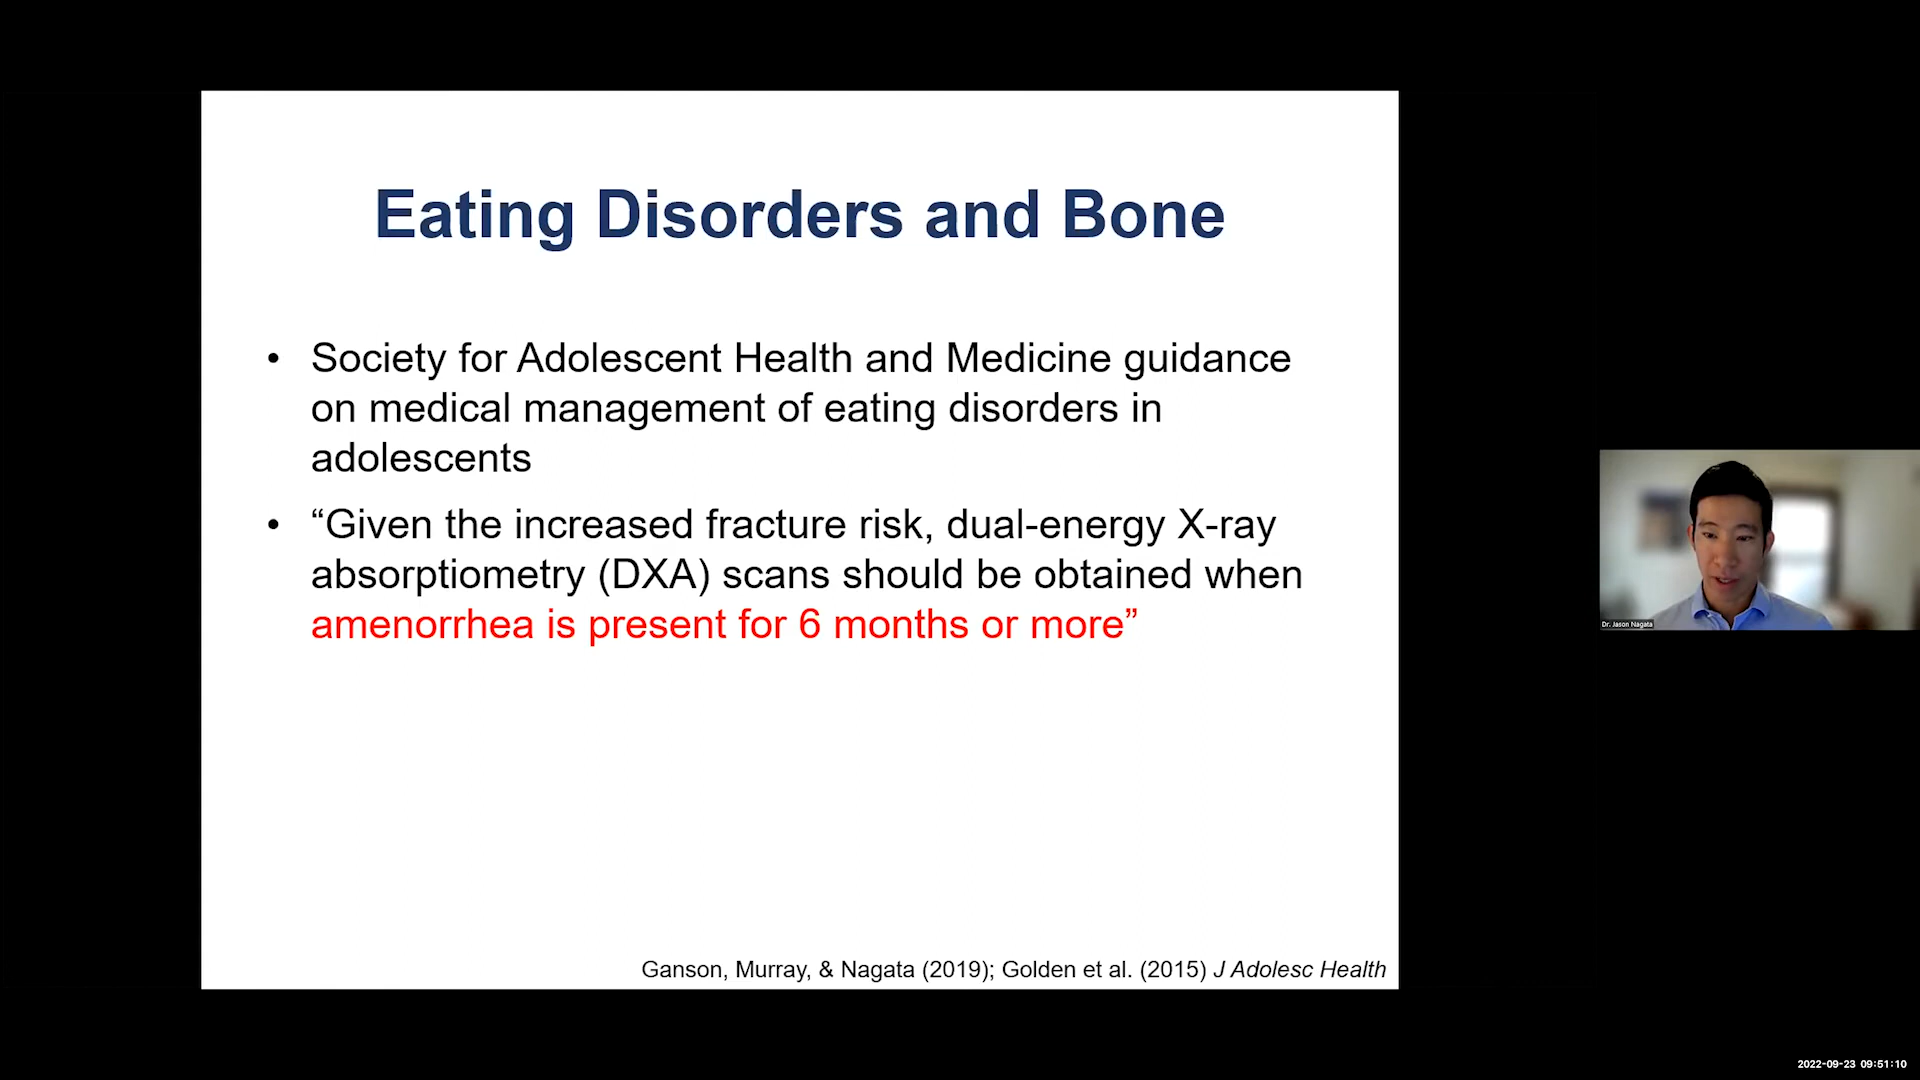 Eating Disorders and Bone
• Society for Adolescent Health and Medicine guidance
on medical management of eating disorders in
adolescents
• “Given the increased fracture risk, dual-energy X-ray
absorptiometry (DXA) scans should be obtained when
amenorrhea is present for 6 months or more”
Dr. Jason Nagata
Ganson, Murray, & Nagata (2019); Golden et al. (2015) J Adolesc Health
2022-09-23 09:51:10